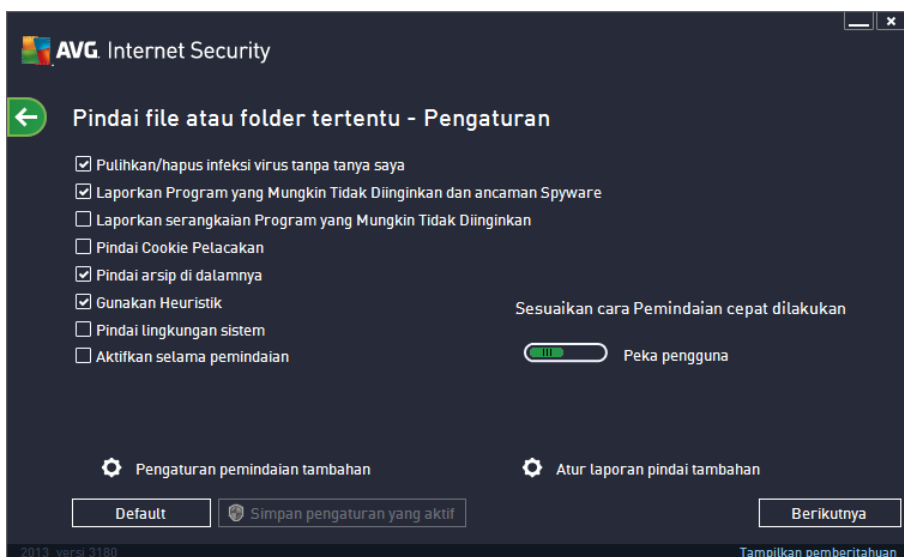 AVG. Internet Security
Pindai file atau folder tertentu - Pengaturan
Pulihkan/hapus infeksi virus tanpa tanya saya
Laporkan Program yang Mungkin Tidak Diinginkan dan ancaman Spyware
Laporkan serangkaian Program yang Mungkin Tidak Diinginkan
Pindai Cookie Pelacakan
Pindai arsip di dalamnya
Gunakan Heuristik
Pindai lingkungan sistem
Aktifkan selama pemindaian
Sesuaikan cara Pemindaian cepat dilakukan
Peka pengguna
Pengaturan pemindaian tambahan
Atur laporan pindai tambahan
Default
Simpan pengaturan yang aktif
Berikutnya
2013 versi 3180
Tampilkan pemberitahuan